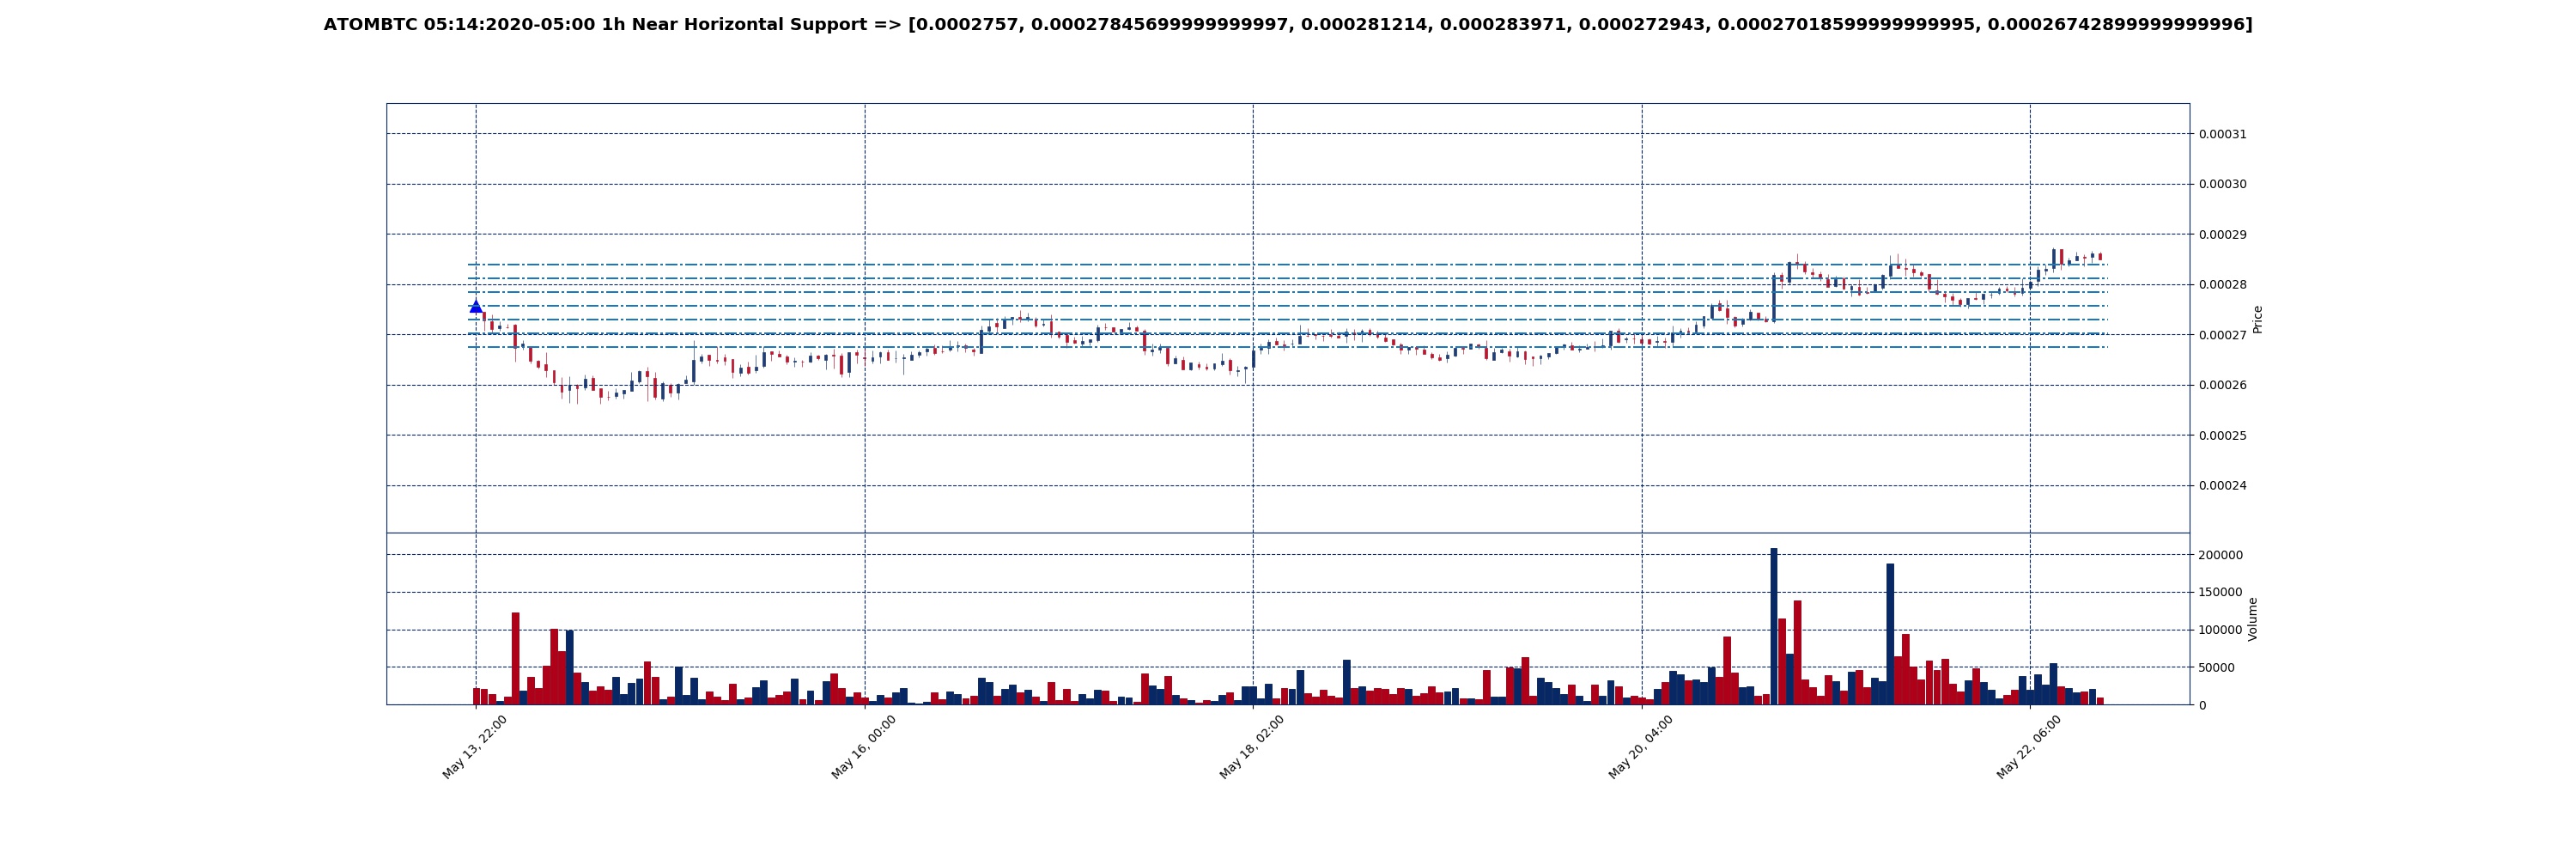 ATOMBTC 05:14:2020-05:00 1h Near Horizontal Support => [0.0002757, 0.00027845699999999997, 0.000281214, 0.000283971, 0.000272943, 0.00027018599999999995, 0.00026742899999999996]
0.00031
0.00030
0.00029
0.00028
0.00027
0.00026
0.00025
0.00024
Price
200000
150000
100000
50000
0
Volume
May 13, 22:00
May 16, 00:00
May 18, 02:00
May 20, 04:00
May 22, 06:00